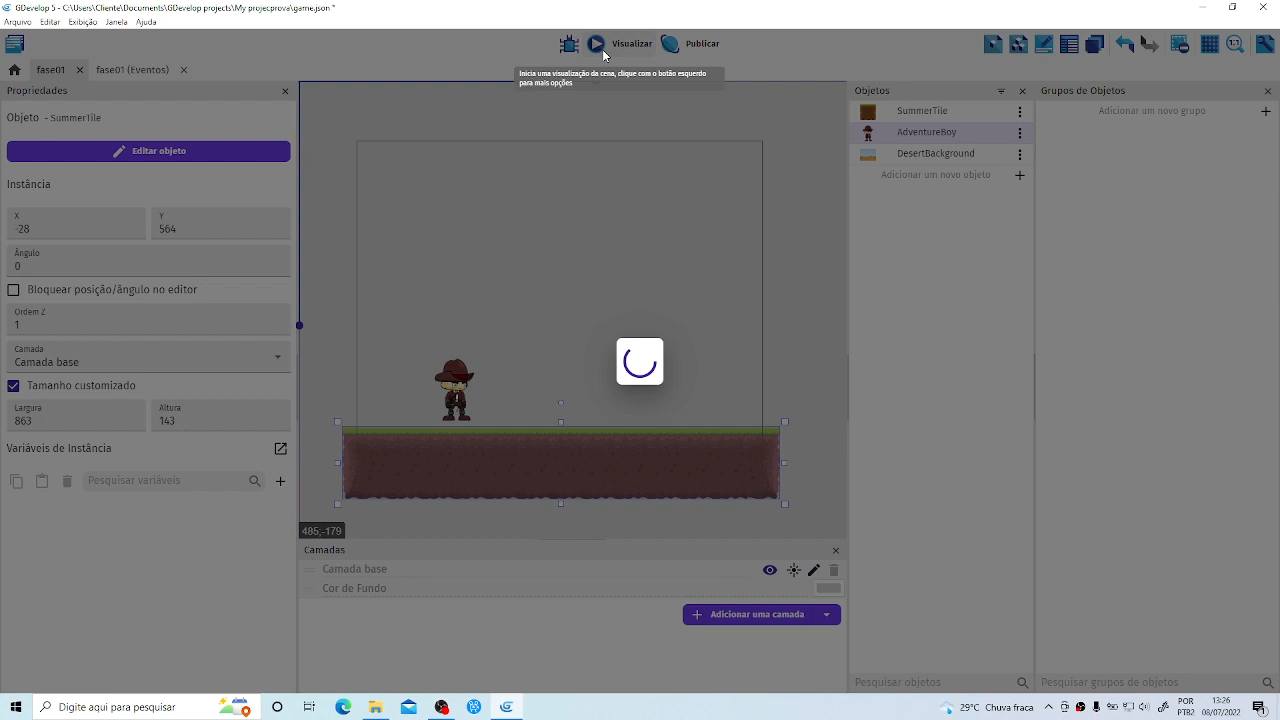 GDevelop 5 - C:\Users\Cliente\Documents\GDevelop projects\My projecprova\game.json *
Arquivo Editar Exibição Janela Ajuda
Visualizar Publicar
fase01 fase01 (Eventos)
Inicia uma visualização da cena, clique com o botão esquerdo
para mais opções
Propriedades
Objeto - SummerTile
Editar objeto
Instância
X
-28
Y
564
Ângulo
0
Bloquear posição/ângulo no editor
Ordem Z
1
Camada
Camada base
Tamanho customizado
Largura
863
Altura
143
Variáveis de Instância
Pesquisar variáveis
485;-179
Camadas
Camada base
Cor de Fundo
Adicionar uma camada
Objetos
SummerTile
AdventureBoy
DesertBackground
Adicionar um novo objeto
Pesquisar objetos
Grupos de Objetos
Adicionar um novo grupo
Pesquisar grupos de objetos
Digite aqui para pesquisar
29°C Chuva fraca
POR
PTB2
13:26
08/07/2022
1